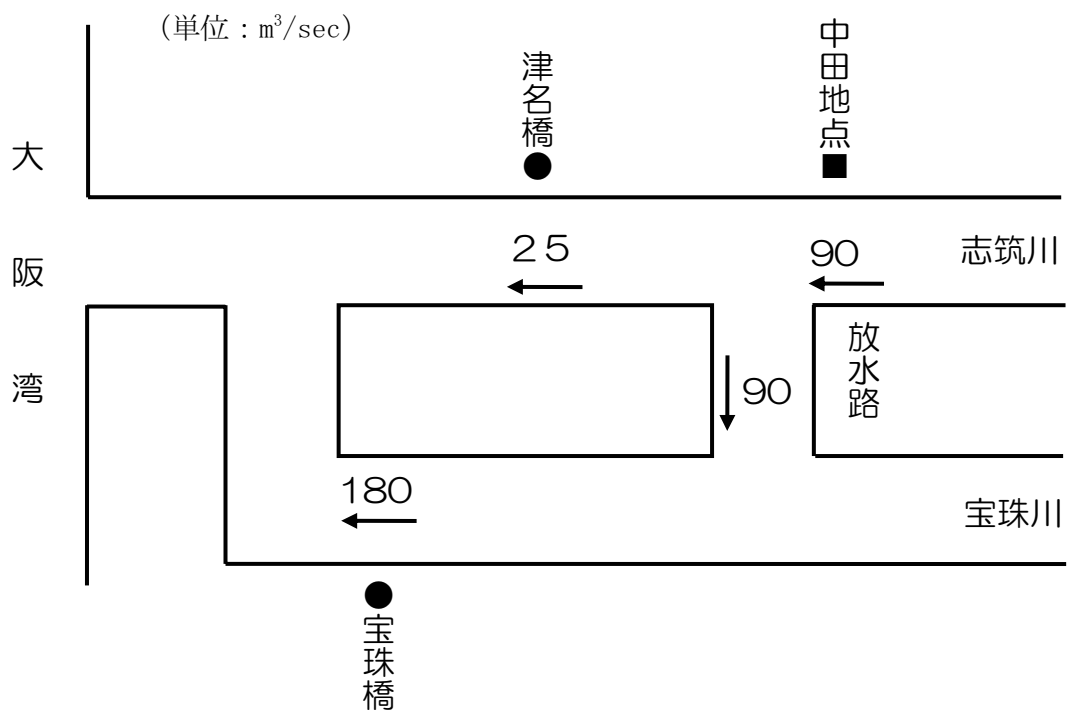 （単位：m³/sec）
中田地点
津名橋
大阪湾
２５
90
志筑川
放水路
90
180
宝珠川
宝珠橋